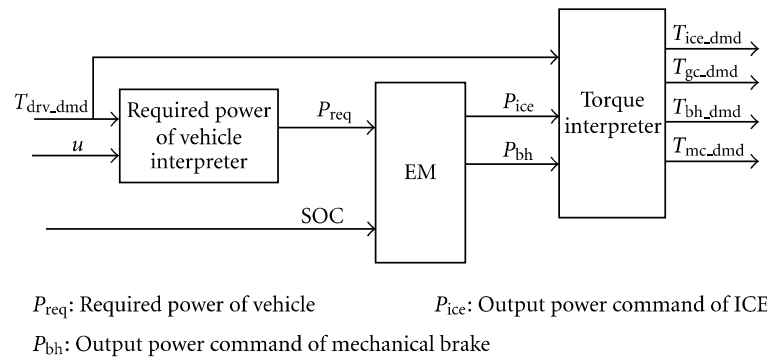 T_drv_dmd
u
Required power
of vehicle
interpreter
P_req
SOC
EM
P_ice
P_bh
Torque
interpreter
T_ice_dmd
T_gc_dmd
T_bh_dmd
T_mc_dmd
P_req: Required power of vehicle
P_ice: Output power command of ICE
P_bh: Output power command of mechanical brake